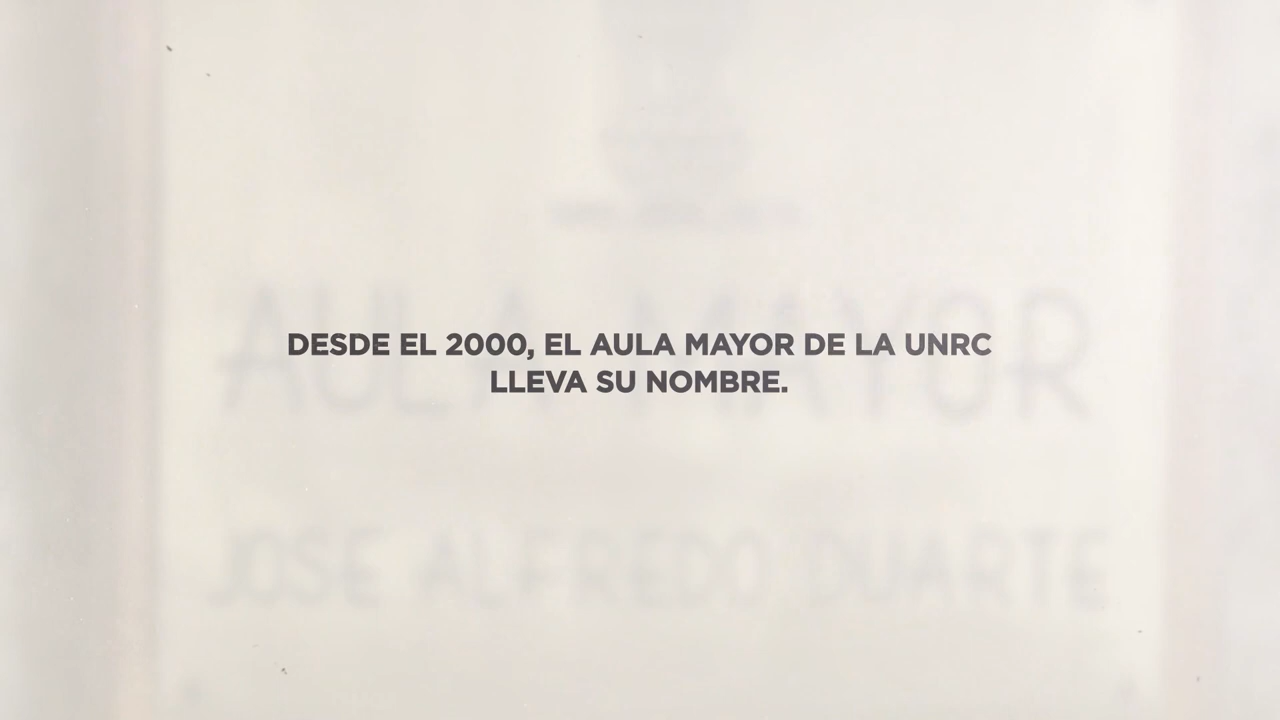 AULA MAYOR
DESDE EL 2000, EL AULA MAYOR DE LA UNRC
LLEVA SU NOMBRE.
JOSE ALFREDO DUARTE